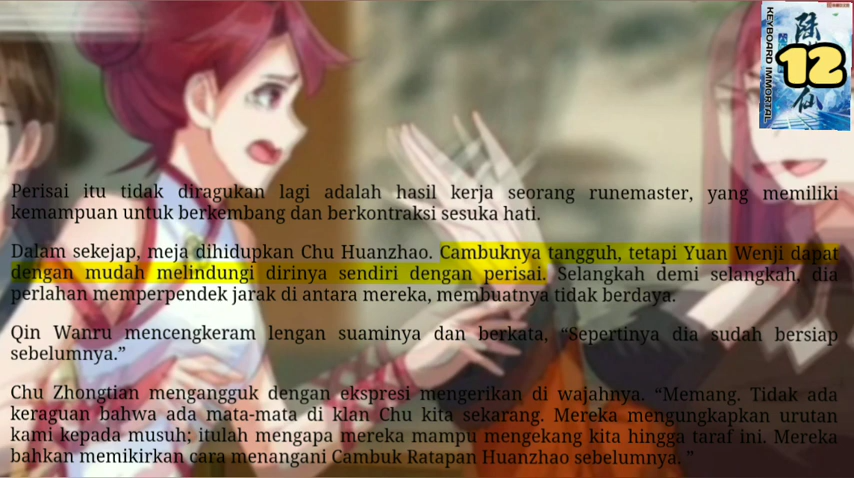 KEYBOARD IMMORTAL
12
Perisai itu tidak diragukan lagi adalah hasil kerja seorang runemaster, yang memiliki
kemampuan untuk berkembang dan berkontraksi sesuka hati.
Dalam sekejap, meja dihidupkan Chu Huanzhao. Cambuknya tangguh, tetapi Yuan Wenji dapat
dengan mudah melindungi dirinya sendiri dengan perisai. Selangkah demi selangkah, dia
perlahan memperpendek jarak di antara mereka, membuatnya tidak berdaya.
Qin Wanru mencengkeram lengan suaminya dan berkata, “Sepertinya dia sudah bersiap
sebelumnya.”
Chu Zhongtian mengangguk dengan ekspresi mengerikan di wajahnya. “Memang. Tidak ada
keraguan bahwa ada mata-mata di klan Chu kita sekarang. Mereka mengungkapkan urutan
kami kepada musuh; itulah mengapa mereka mampu mengekang kita hingga taraf ini. Mereka
bahkan memikirkan cara menangani Cambuk Ratapan Huanzhao sebelumnya. ”